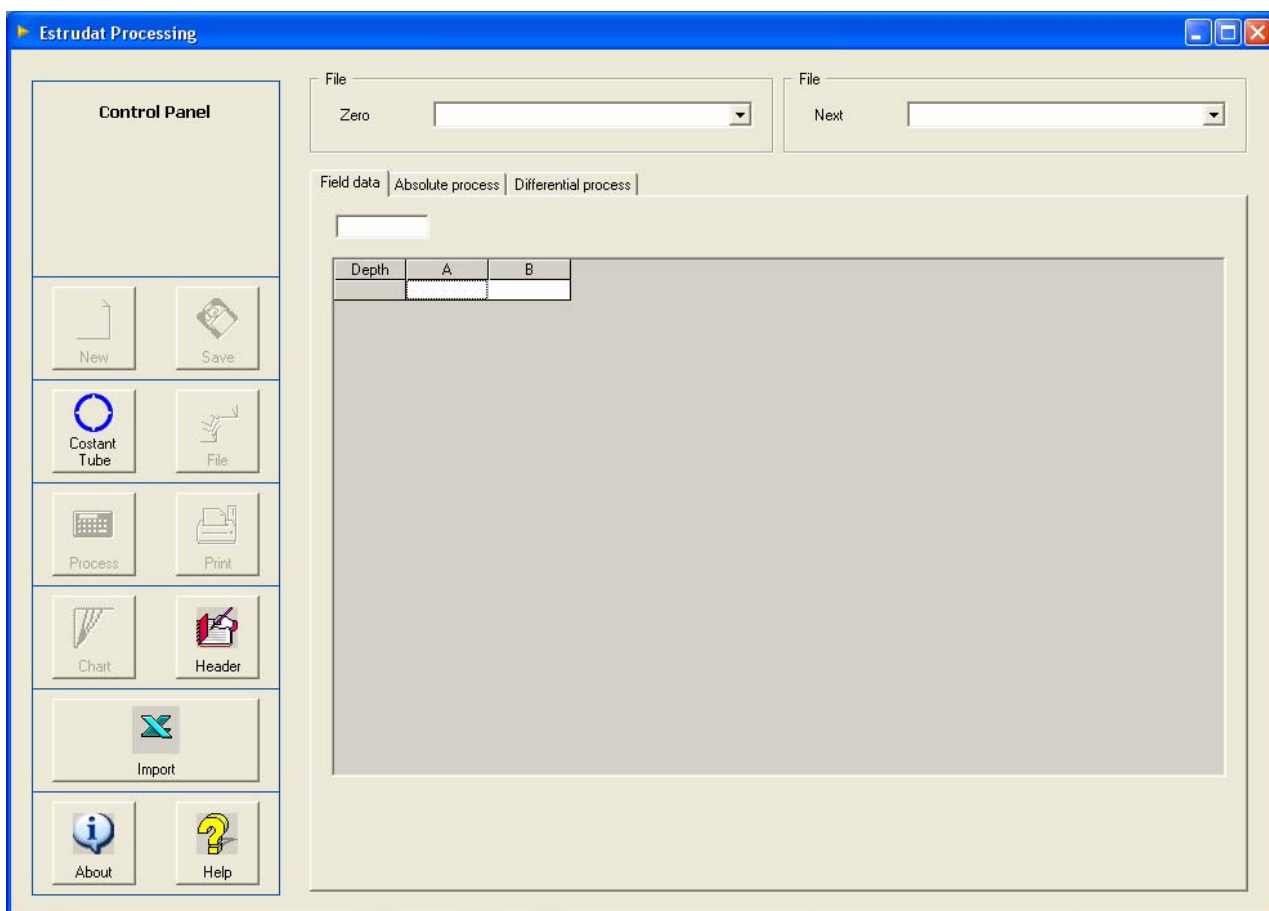 Estrudat Processing
Control Panel
File
Zero
File
Next
Field data
Absolute process
Differential process
Depth A B
New
Save
Costant
Tube
File
Process
Print
Chart
Header
Import
About
Help